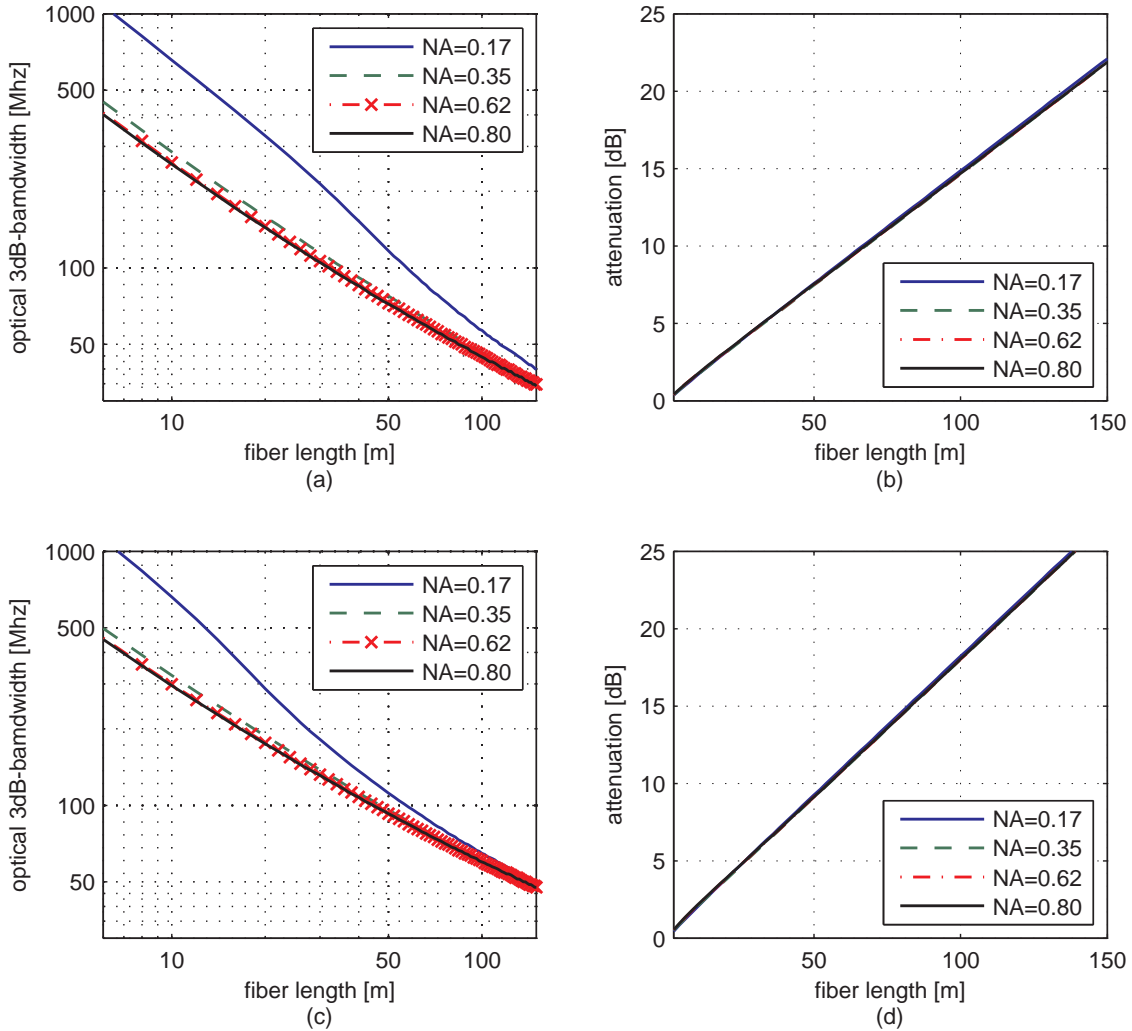 1000
500
100
50
optical 3dB-bamdwidth [Mhz]
10
50
100
fiber length [m]
(a)
NA=0.17
NA=0.35
NA=0.62
NA=0.80
25
20
15
10
5
0
attenuation [dB]
50
100
150
fiber length [m]
(b)
NA=0.17
NA=0.35
NA=0.62
NA=0.80
1000
500
100
50
optical 3dB-bamdwidth [Mhz]
10
50
100
fiber length [m]
(c)
NA=0.17
NA=0.35
NA=0.62
NA=0.80
25
20
15
10
5
0
attenuation [dB]
50
100
150
fiber length [m]
(d)
NA=0.17
NA=0.35
NA=0.62
NA=0.80